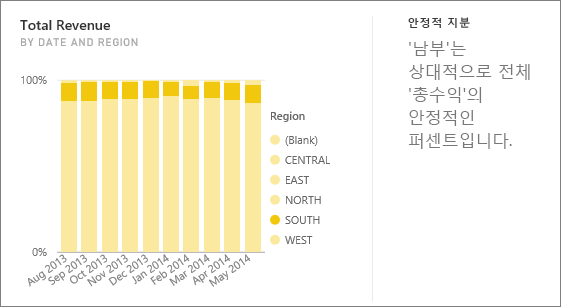 Total Revenue
BY DATE AND REGION
100%
0%
Aug 2013
Sep 2013
Oct 2013
Nov 2013
Dec 2013
Jan 2014
Feb 2014
Mar 2014
Apr 2014
May 2014
Region
(Blank)
CENTRAL
EAST
NORTH
SOUTH
WEST
안정적 지분
'남부'는
상대적으로 전체
'총수익'의
안정적인
퍼센트입니다.